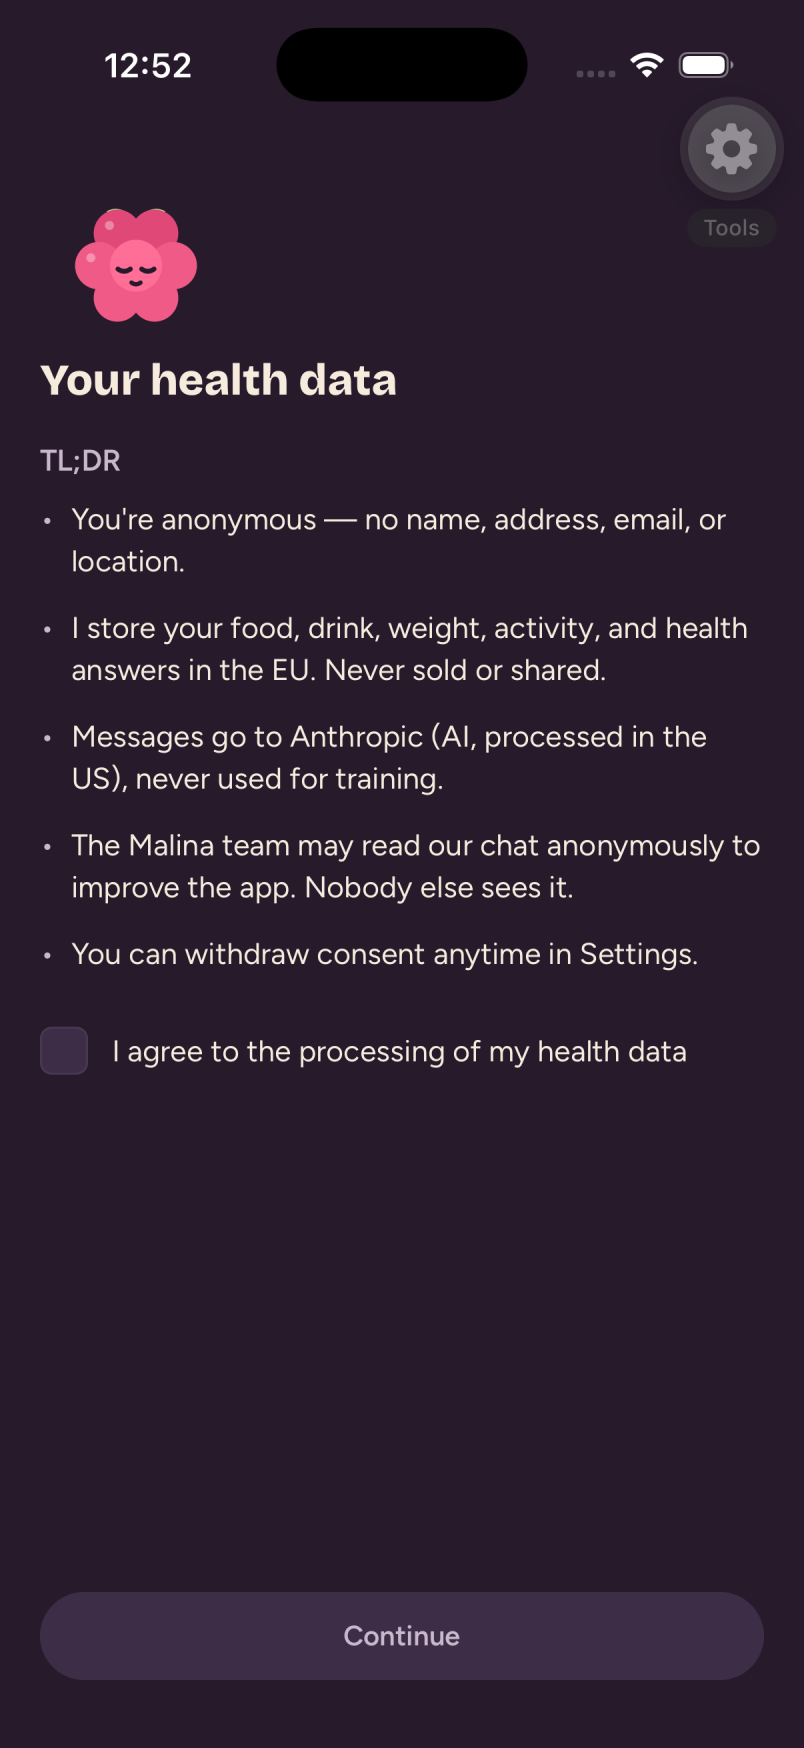 12:52
Tools
Your health data
TL;DR
• You're anonymous — no name, address, email, or
location.
• I store your food, drink, weight, activity, and health
answers in the EU. Never sold or shared.
• Messages go to Anthropic (AI, processed in the
US), never used for training.
• The Malina team may read our chat anonymously to
improve the app. Nobody else sees it.
• You can withdraw consent anytime in Settings.
I agree to the processing of my health data
Continue